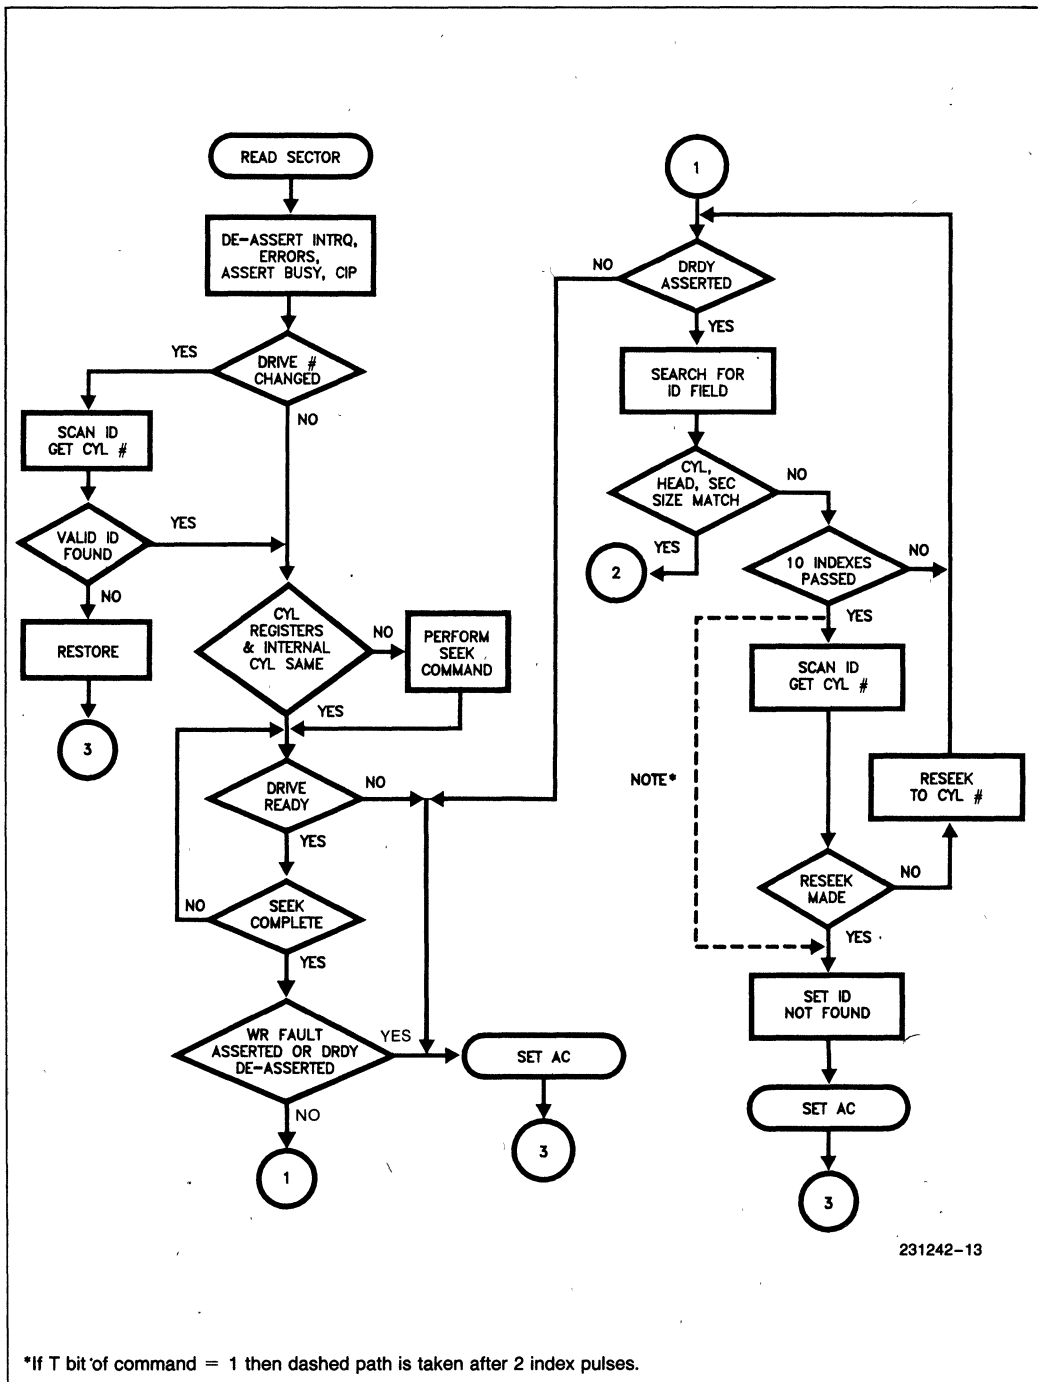 READ SECTOR
DE-ASSERT INTRQ,
ERRORS,
ASSERT BUSY, CIP
DRIVE #
CHANGED
YES
NO
SCAN ID
GET CYL #
VALID ID
FOUND
YES
NO
RESTORE
3
CYL
REGISTERS
& INTERNAL
CYL SAME
NO
PERFORM
SEEK
COMMAND
YES
DRIVE
READY
NO
YES
SEEK
COMPLETE
NO
YES
WR FAULT
ASSERTED OR DRDY
DE-ASSERTED
YES
NO
1
SET AC
3
1
DRDY
ASSERTED
NO
YES
SEARCH FOR
ID FIELD
CYL,
HEAD, SEC
SIZE MATCH
NO
YES
2
10 INDEXES
PASSED
NO
YES
SCAN ID
GET CYL #
NOTE*
RESEEK
TO CYL #
RESEEK
MADE
NO
YES
SET ID
NOT FOUND
SET AC
3
231242-13
*If T bit of command = 1 then dashed path is taken after 2 index pulses.